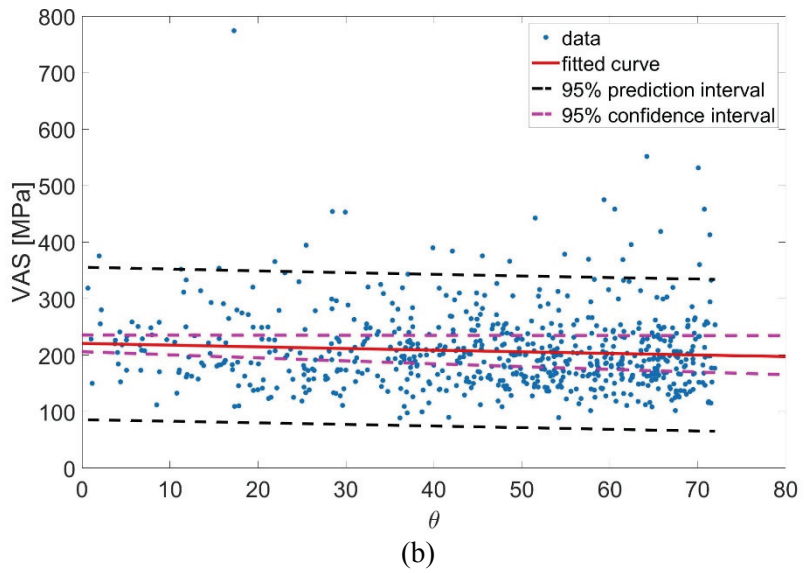 800
700
600
500
400
300
200
100
0
VAS [MPa]
data
fitted curve
95% prediction interval
95% confidence interval
0 10 20 30 40 50 60 70 80
θ
(b)